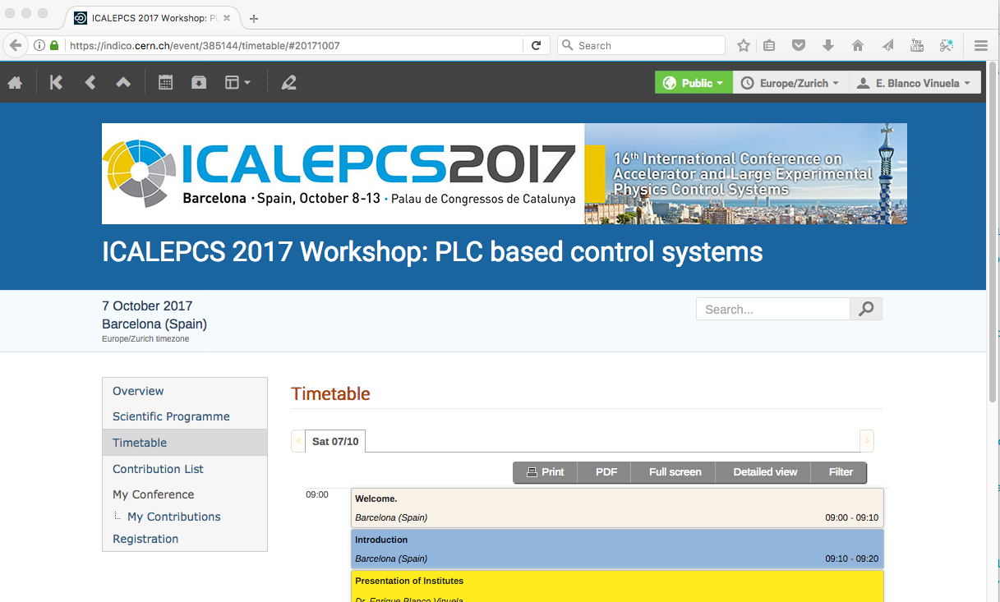 ICALEPCS 2017 Workshop: PL
https://indico.cern.ch/event/385144/timetable/#20171007
Search
You
Tube
Public
Europe/Zurich
E. Blanco Vinuela
ICALEPCS2017
Barcelona · Spain, October 8-13 · Palau de Congressos de Catalunya
16th International Conference on
Accelerator and Large Experimental
Physics Control Systems
ICALEPCS 2017 Workshop: PLC based control systems
7 October 2017
Barcelona (Spain)
Europe/Zurich timezone
Search...
Overview
Scientific Programme
Timetable
Contribution List
My Conference
My Contributions
Registration
Timetable
Sat 07/10
Print
PDF
Full screen
Detailed view
Filter
09:00
Welcome.
Barcelona (Spain)
09:00 - 09:10
Introduction
Barcelona (Spain)
09:10 - 09:20
Presentation of Institutes
Dr. Enrique Blanco Vinuela